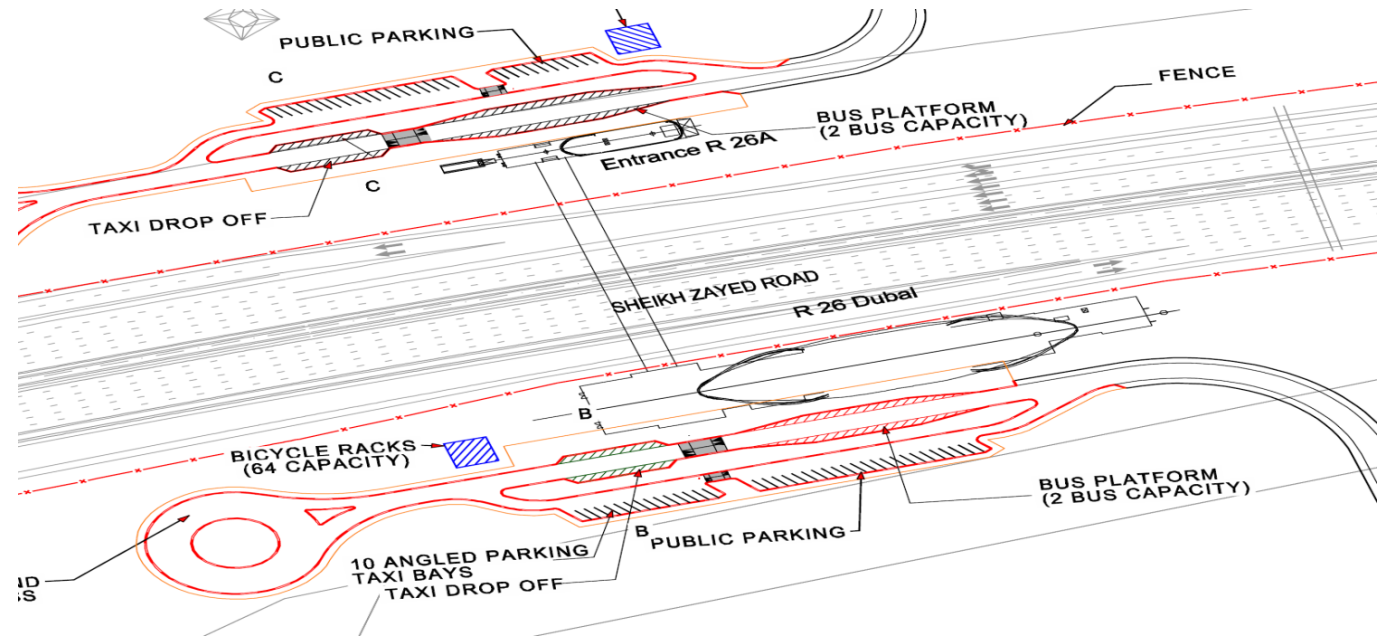 PUBLIC PARKING
C
FENCE
BUS PLATFORM
(2 BUS CAPACITY)
Entrance R 26A
C
TAXI DROP OFF
SHEIKH ZAYED ROAD
R 26 Dubal
B
BICYCLE RACKS
(64 CAPACITY)
BUS PLATFORM
(2 BUS CAPACITY)
B
PUBLIC PARKING
10 ANGLED PARKING
TAXI BAYS
TAXI DROP OFF